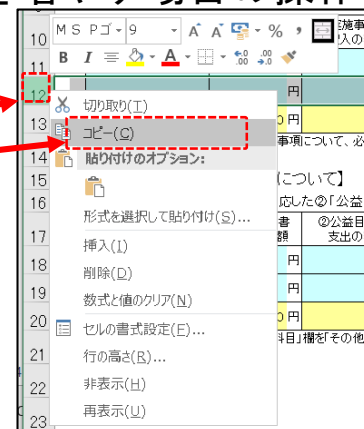 ＭＳ Ｐゴ 9 A A %
B I A
切り取り(T)
コピー(C)
貼り付けのオプション:
形式を選択して貼り付け(S)...
挿入(I)
削除(D)
数式と値のクリア(N)
セルの書式設定(F)...
行の高さ(R)...
非表示(H)
再表示(U)
10
11
12 円
13 円
事項について、必
14
15 について】
16 応した②「公益
17 書 ②公益目
額 支出の
18 円
19 円
20 円
科目」欄を「その他
21
22
23